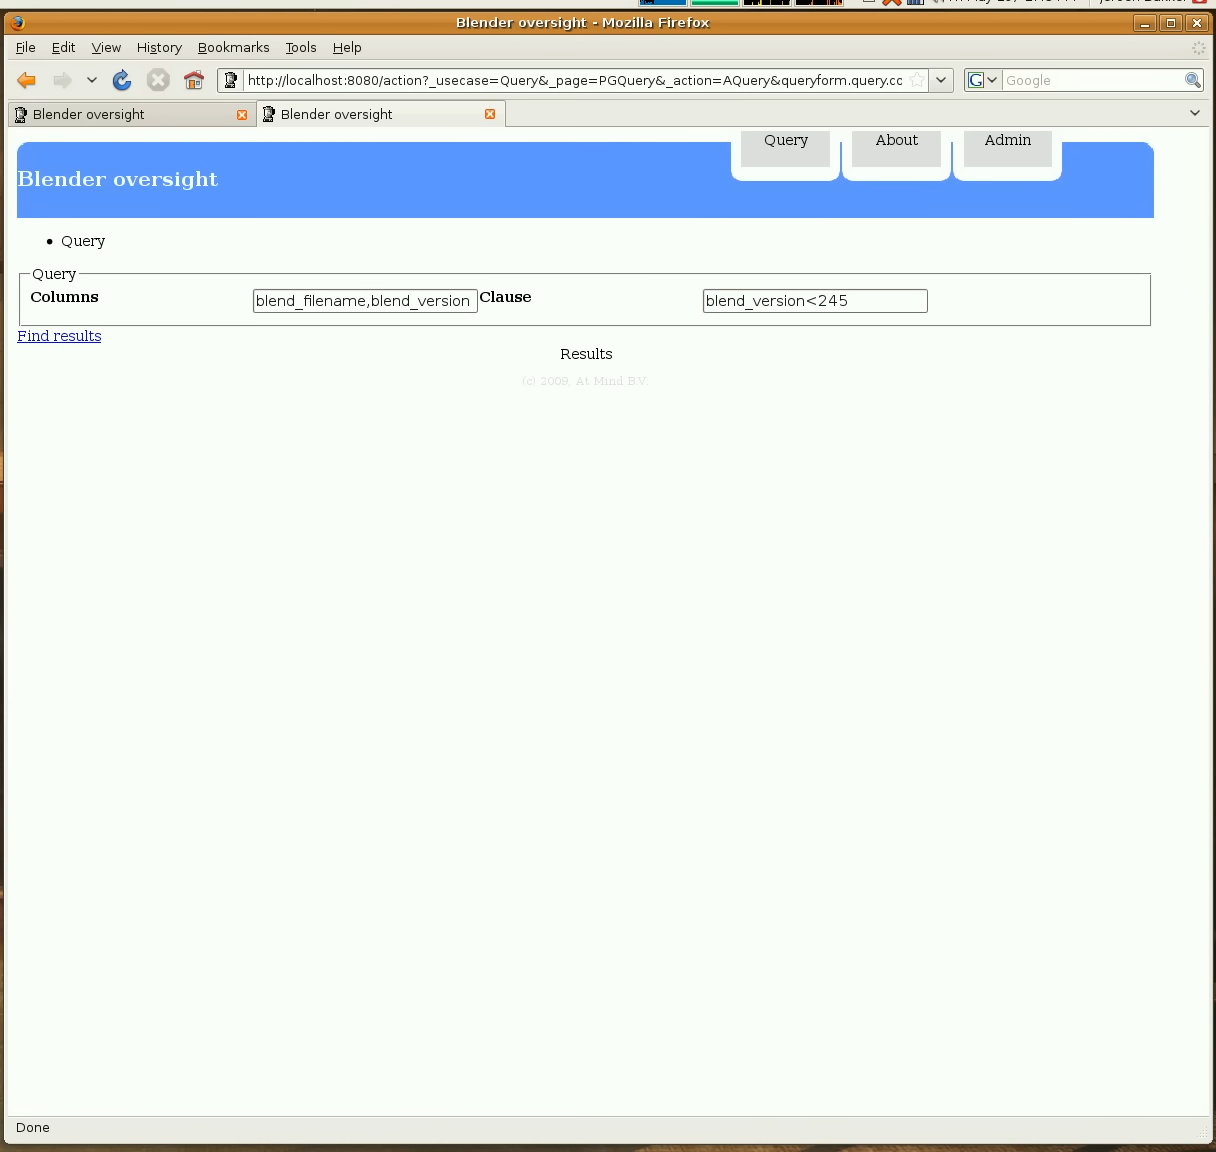 Blender oversight - Mozilla Firefox
File Edit View History Bookmarks Tools Help
http://localhost:8080/action?_usecase=Query&_page=PGQuery&_action=AQuery&queryform.query.co
Google
Blender oversight
Blender oversight
Query About Admin
Blender oversight
Query
Query
Columns blend_filename,blend_version Clause blend_version<245
Find results
Results
(c) 2009, At Mind B.V.
Done